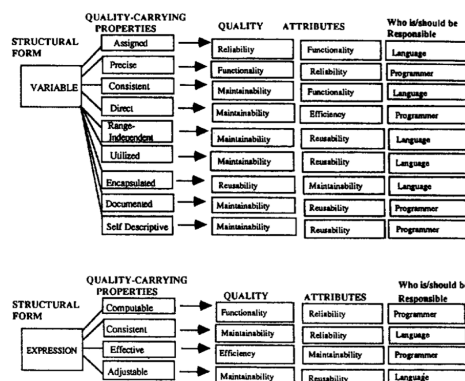 QUALITY-CARRYING
PROPERTIES
QUALITY ATTRIBUTES
Who is/should be
Responsible
STRUCTURAL
FORM
VARIABLE
Assigned Reliability Functionality Language
Precise Functionality Reliability Programmer
Consistent Maintainability Functionality Language
Direct Maintainability Efficiency Programmer
Range-
Independent Maintainability Reusability Language
Utilized Maintainability Reusability Language
Encapsulated Reusability Maintainability Language
Documented Maintainability Reusability Programmer
Self Descriptive Maintainability Reusability Programmer
QUALITY-CARRYING
PROPERTIES
QUALITY ATTRIBUTES
Who is/should be
Responsible
STRUCTURAL
FORM
EXPRESSION
Computable Functionality Reliability Programmer
Consistent Maintainability Reliability Language
Effective Efficiency Maintainability Programmer
Adjustable Maintainability Reusability Language